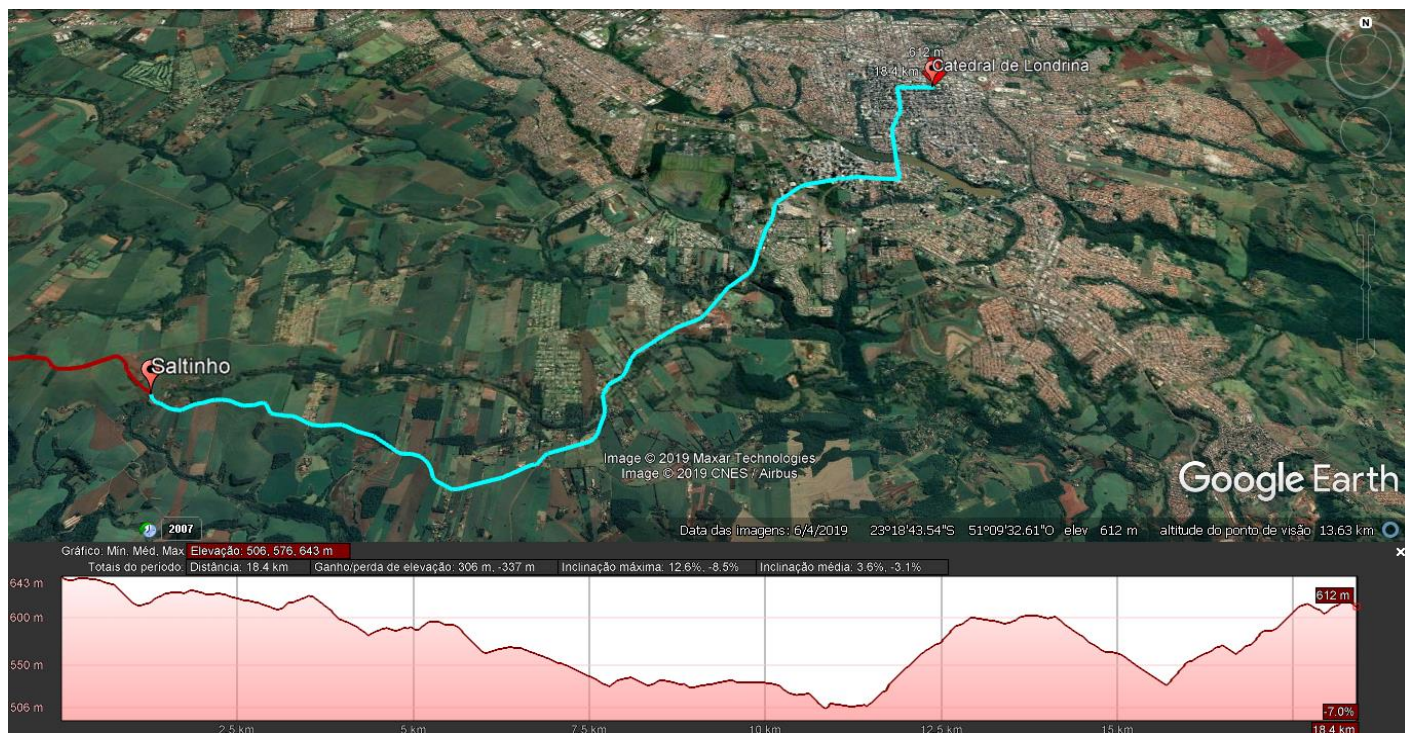 N
612 m
18.4 km
Catedral de Londrina
Saltinho
Image © 2019 Maxar Technologies
Image © 2019 CNES / Airbus
Google Earth
2007
Data das imagens: 6/4/2019 23°18'43.54"S 51°09'32.61"O elev 612 m altitude do ponto de visão 13.63 km
Gráfico: Mín, Méd, Max Elevação: 506, 576, 643 m
Totais do período: Distância: 18.4 km Ganho/perda de elevação: 306 m, -337 m Inclinação máxima: 12.6%, -8.5% Inclinação média: 3.6%, -3.1%
643 m
612 m
600 m
550 m
506 m
-7.0%
2.5 km 5 km 7.5 km 10 km 12.5 km 15 km 18.4 km